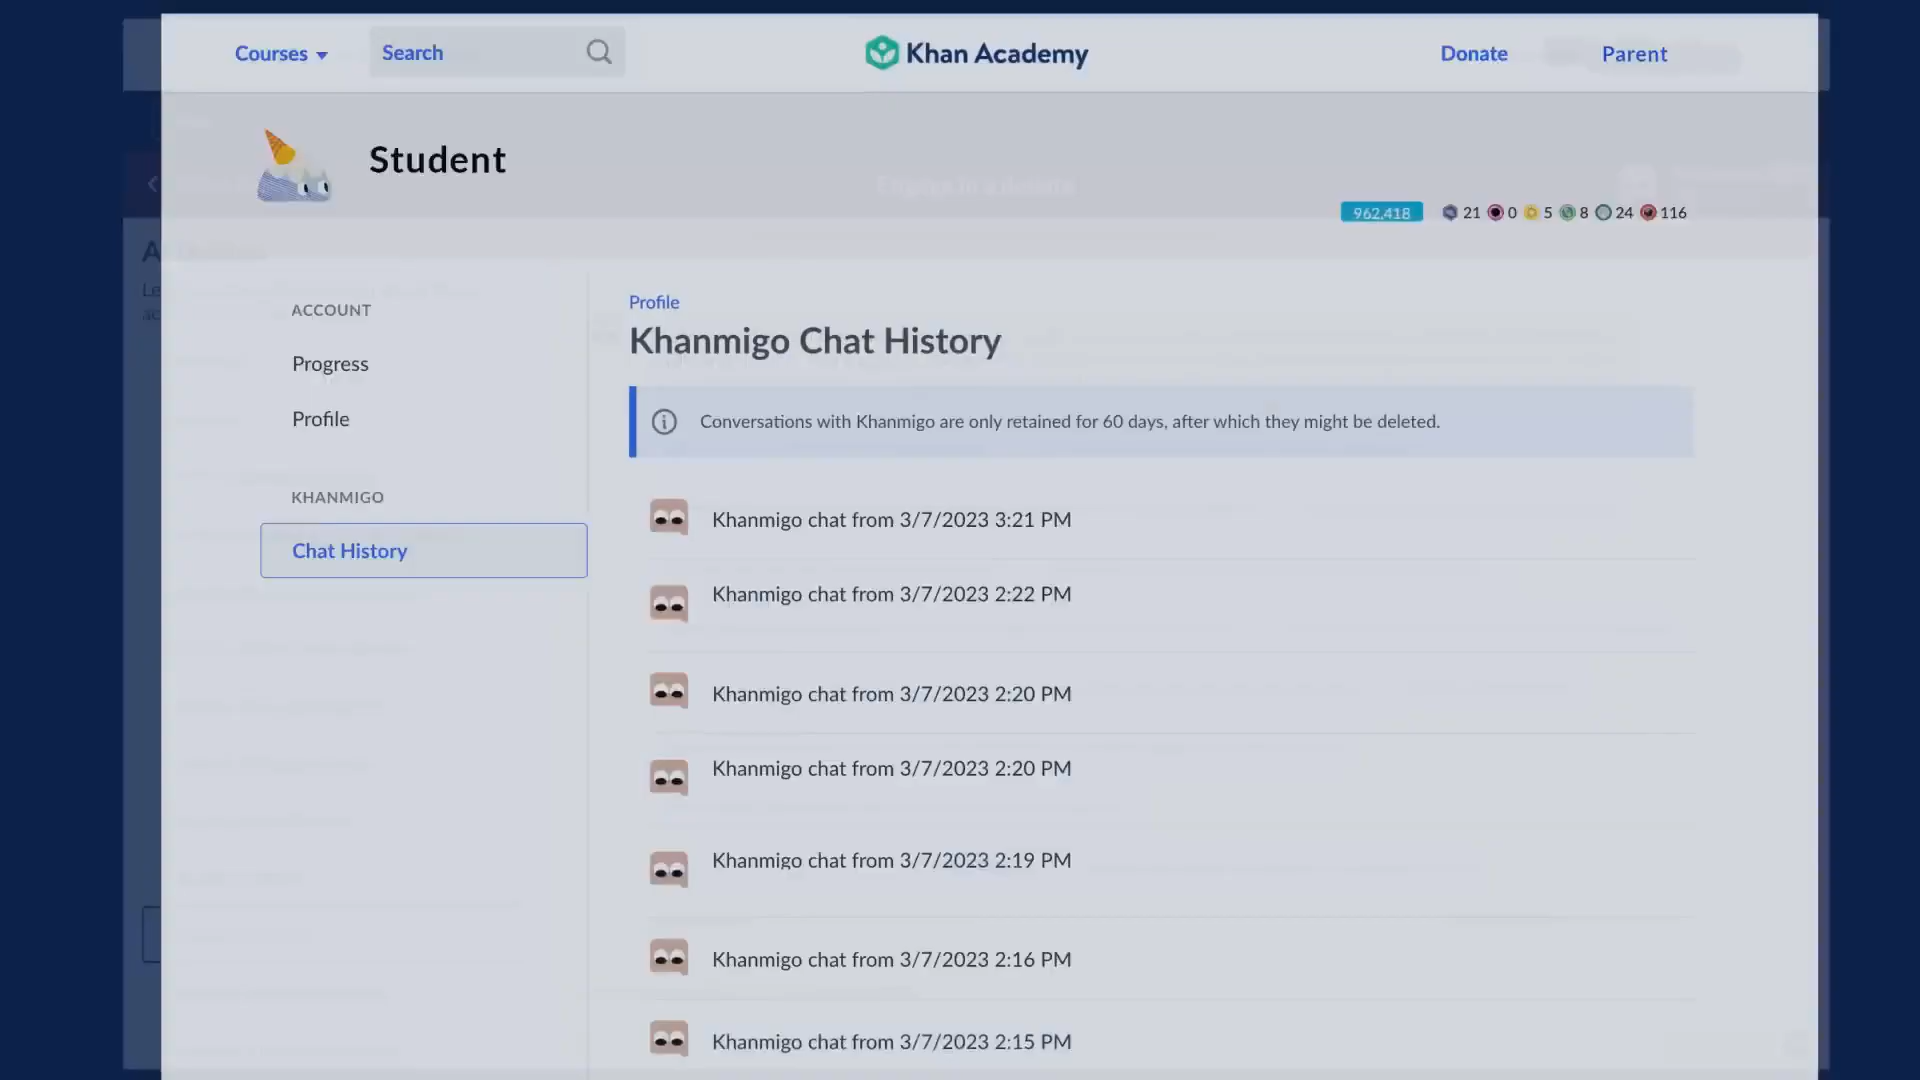 Courses
Search
Khan Academy
Donate
Parent
Student
962,418
21
0
5
8
24
116
ACCOUNT
Progress
Profile
KHANMIGO
Chat History
Profile
Khanmigo Chat History
Conversations with Khanmigo are only retained for 60 days, after which they might be deleted.
Khanmigo chat from 3/7/2023 3:21 PM
Khanmigo chat from 3/7/2023 2:22 PM
Khanmigo chat from 3/7/2023 2:20 PM
Khanmigo chat from 3/7/2023 2:20 PM
Khanmigo chat from 3/7/2023 2:19 PM
Khanmigo chat from 3/7/2023 2:16 PM
Khanmigo chat from 3/7/2023 2:15 PM